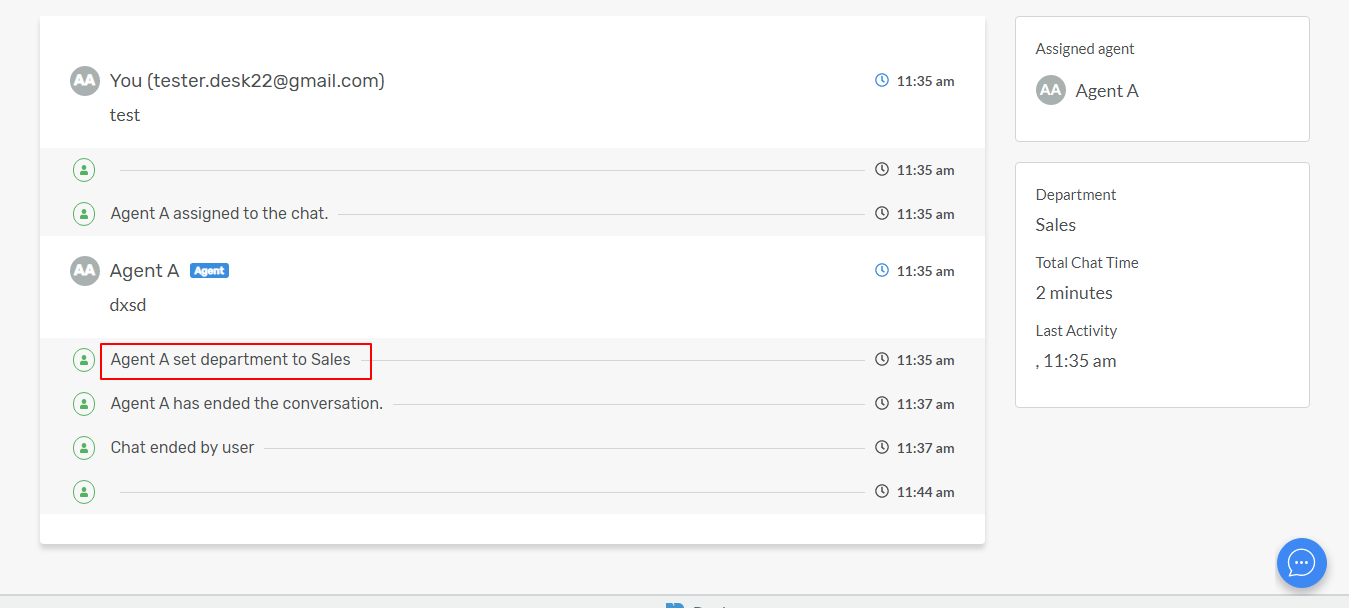 AA You (tester.desk22@gmail.com) 11:35 am
test
11:35 am
Agent A assigned to the chat. 11:35 am
AA Agent A Agent 11:35 am
dxsd
Agent A set department to Sales 11:35 am
Agent A has ended the conversation. 11:37 am
Chat ended by user 11:37 am
11:44 am
Assigned agent
AA Agent A
Department
Sales
Total Chat Time
2 minutes
Last Activity
, 11:35 am